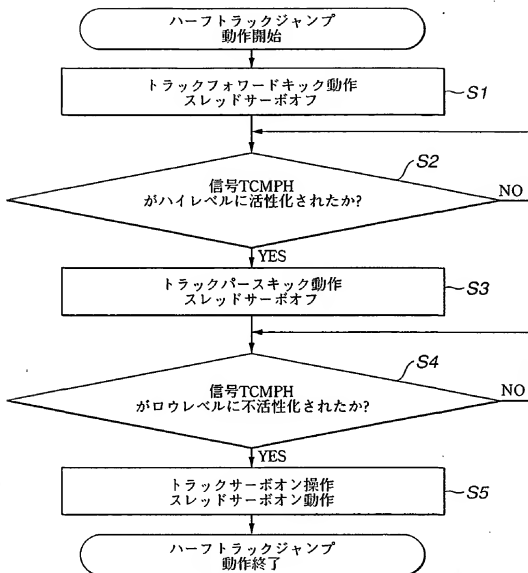 ハーフトラックジャンプ
動作開始
トラックフォワードキック動作
スレッドサーボオフ
S1
S2
信号TCMPH
がハイレベルに活性化されたか?
NO
YES
トラックパースキック動作
スレッドサーボオフ
S3
S4
信号TCMPH
がロウレベルに不活性化されたか?
NO
YES
トラックサーボオン操作
スレッドサーボオン動作
S5
ハーフトラックジャンプ
動作終了